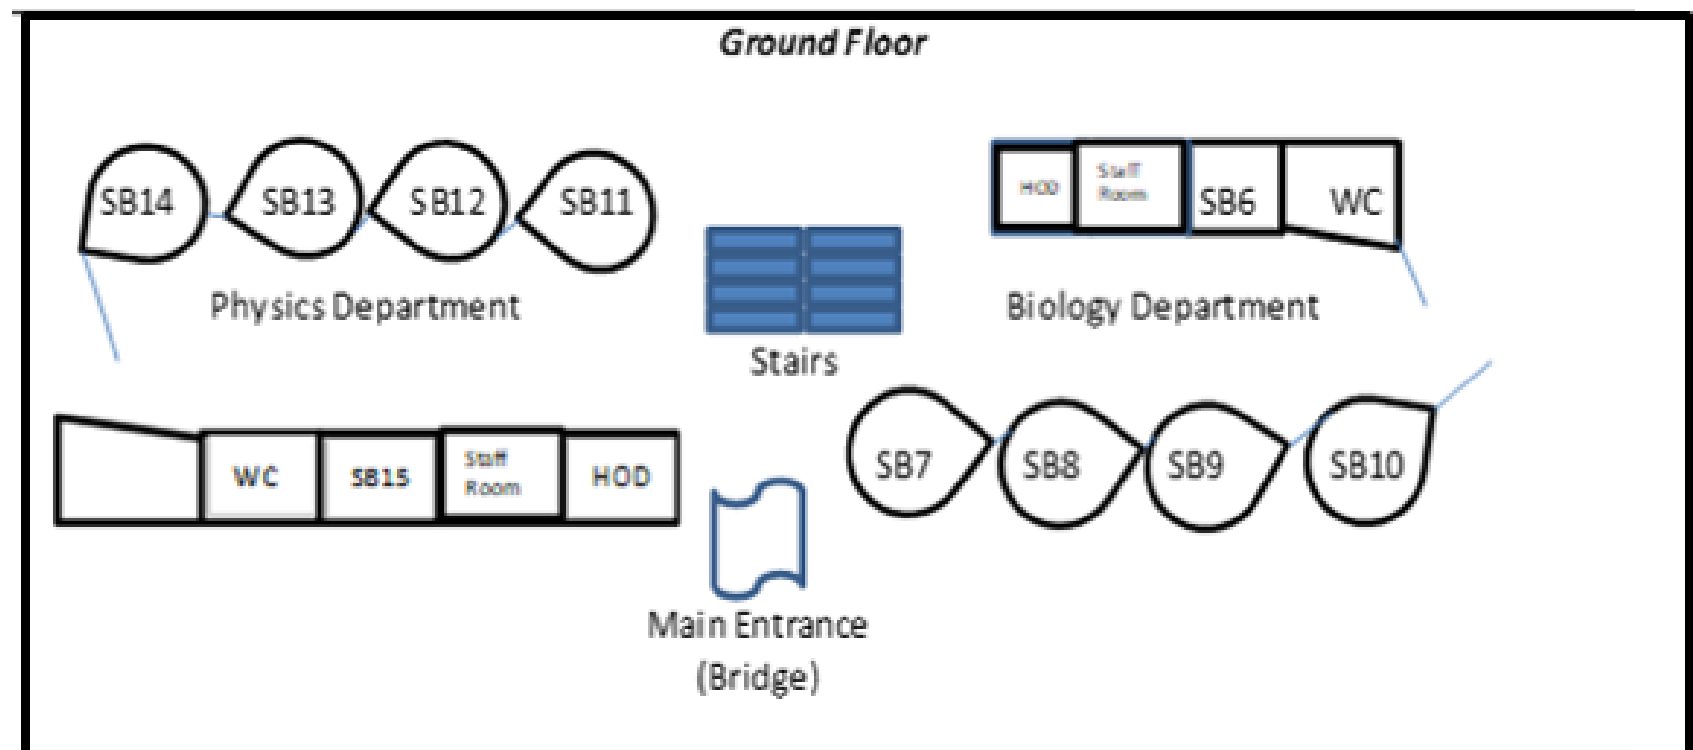 Ground Floor
SB14
SB13
SB12
SB11
HOD
Staff
Room
SB6
WC
Physics Department
Stairs
Biology Department
WC
SB15
Staff
Room
HOD
SB7
SB8
SB9
SB10
Main Entrance
(Bridge)